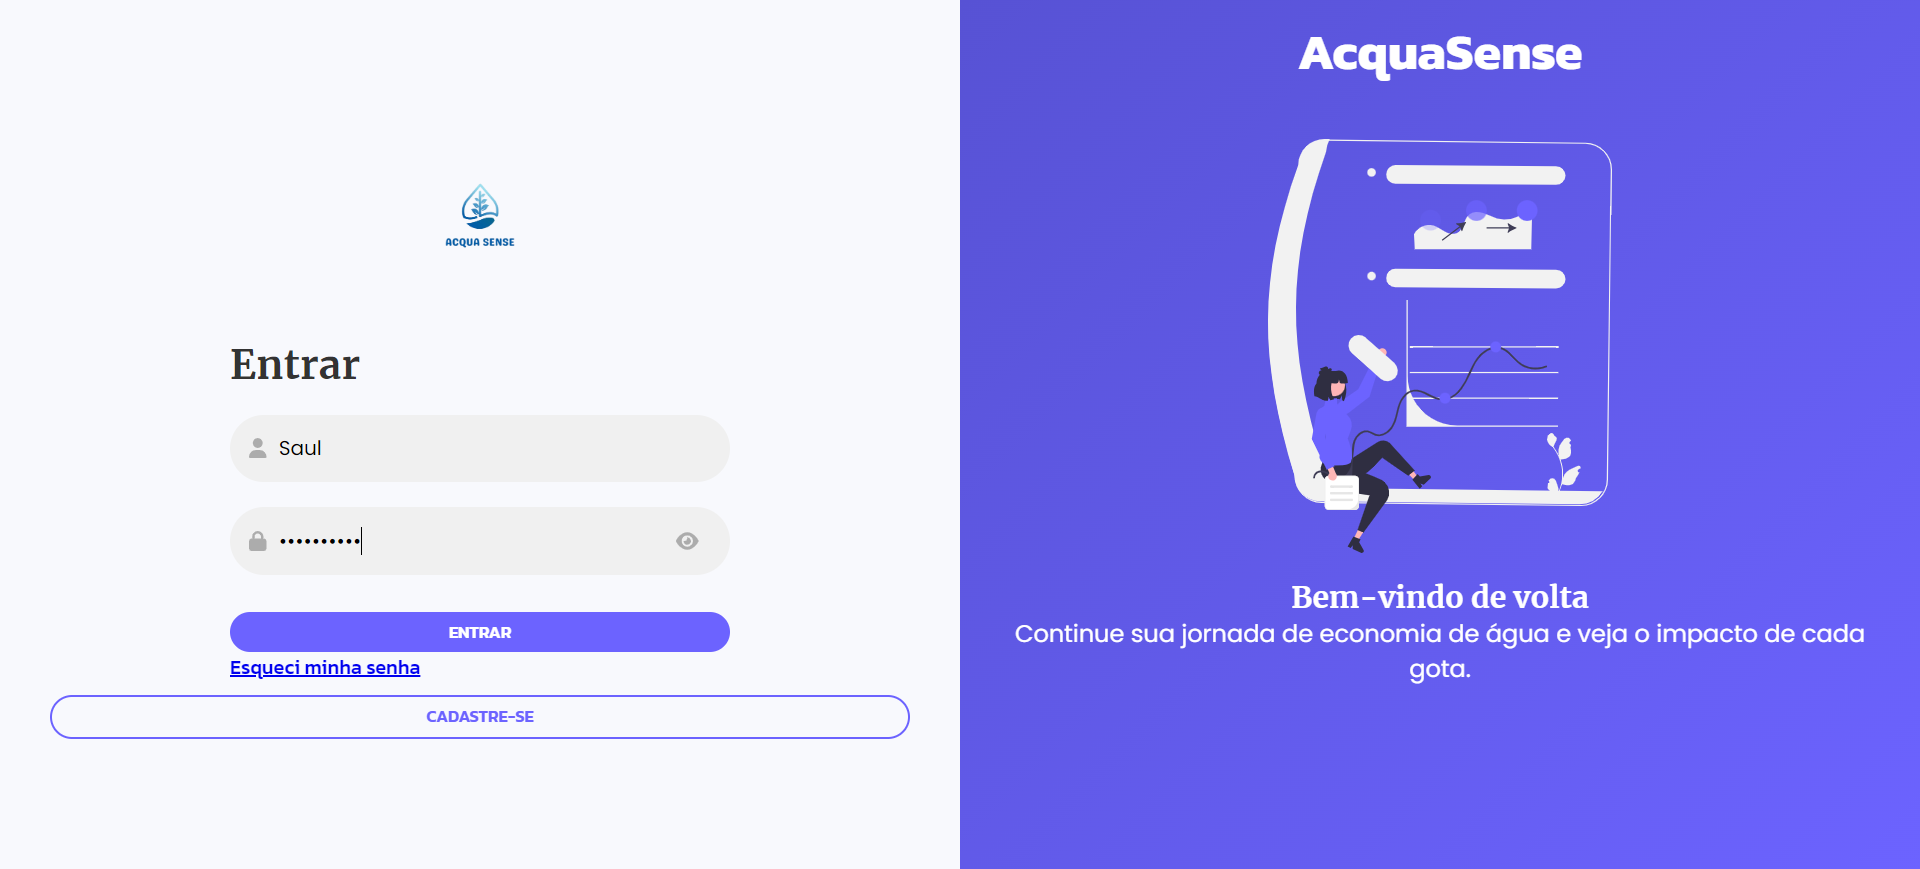 ACQUA SENSE
Entrar
Saul
••••••••••
ENTRAR
Esqueci minha senha
CADASTRE-SE
AcquaSense
Bem-vindo de volta
Continue sua jornada de economia de água e veja o impacto de cada
gota.